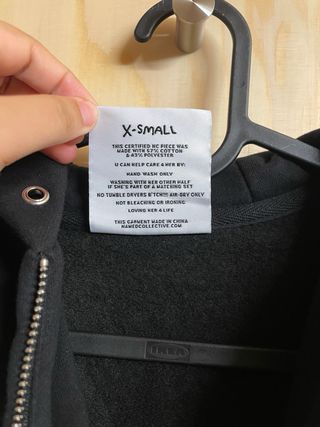 X-SMALL
THIS CERTIFIED NC PIECE WAS
MADE WITH 57% COTTON
& 43% POLYESTER
U CAN HELP CARE 4 HER BY:
HAND WASH ONLY
WASHING WITH HER OTHER HALF
IF SHE'S PART OF A MATCHING SET
NO TUMBLE DRYERS B*TCH!!! AIR-DRY ONLY
NOT BLEACHING OR IRONING
LOVING HER 4 LIFE
THIS GARMENT MADE IN CHINA
NAMEDCOLLECTIVE.COM